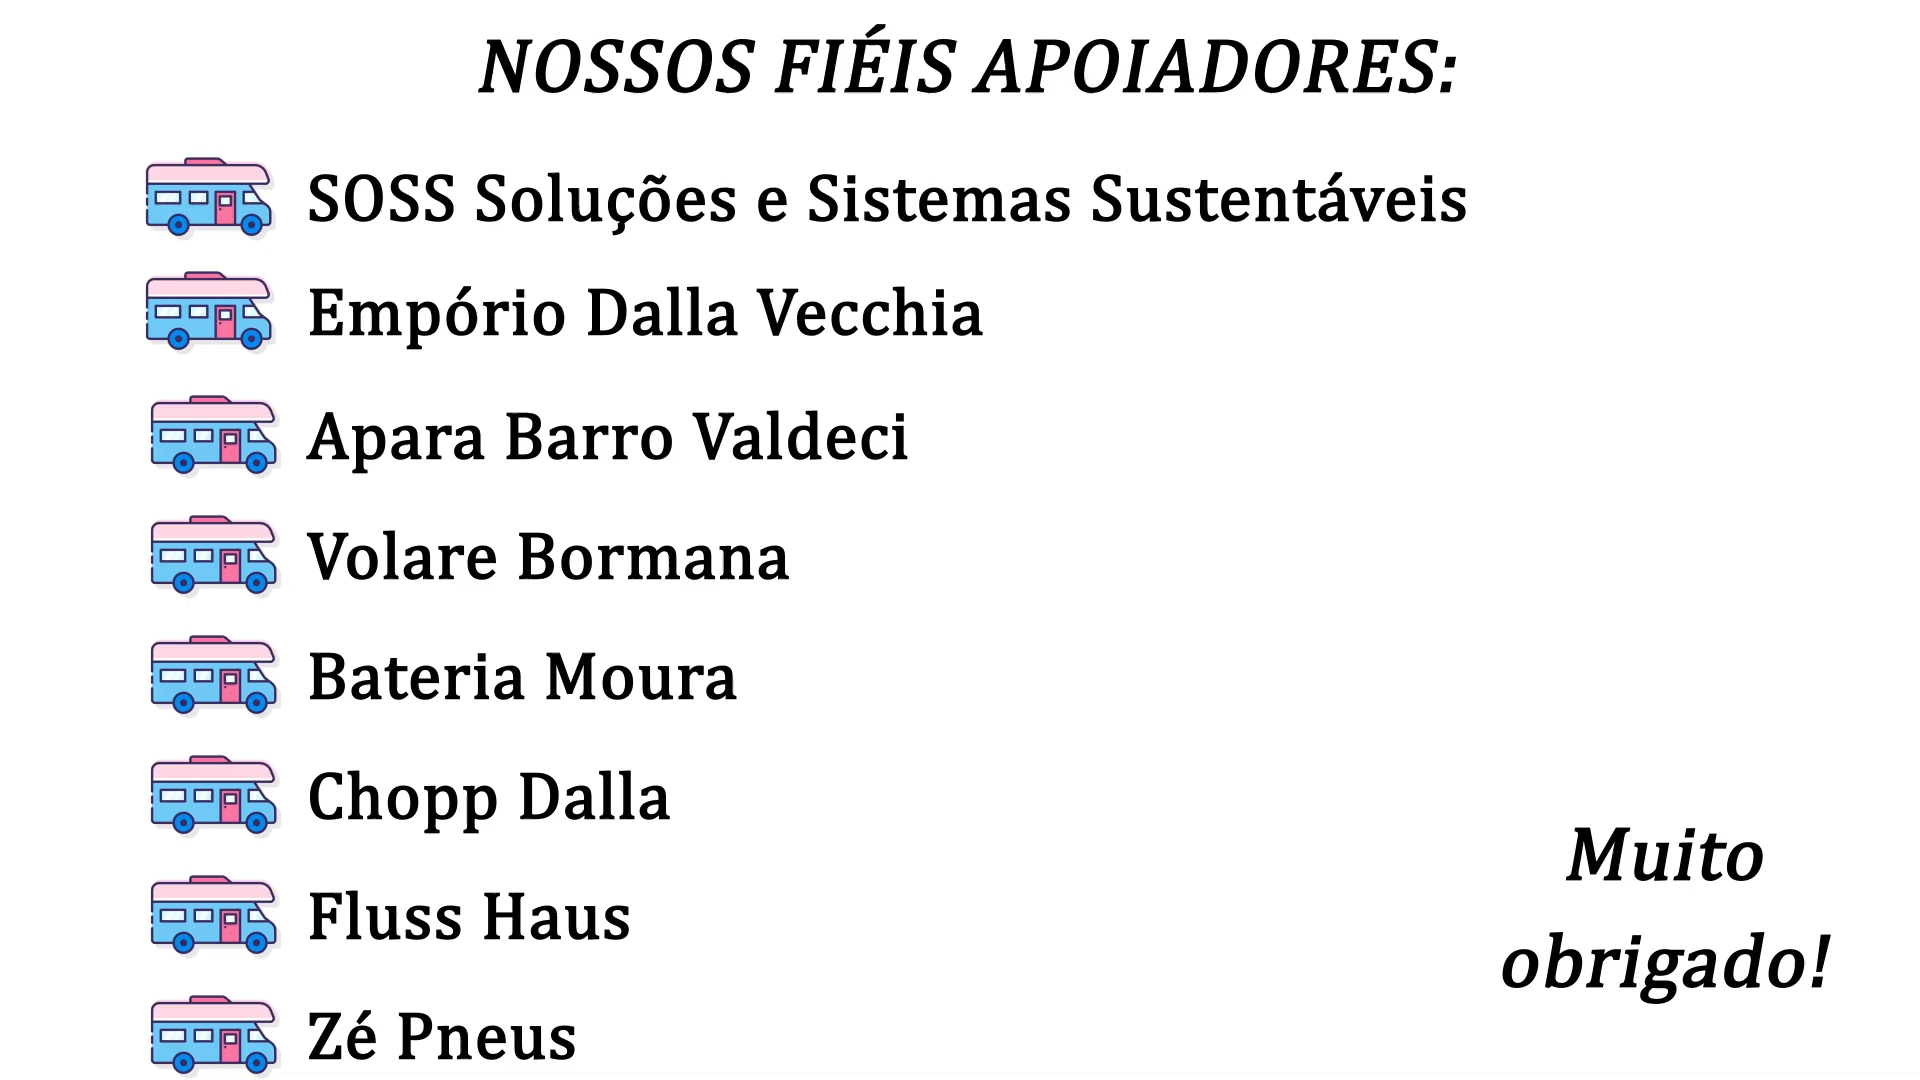 NOSSOS FIÉIS APOIADORES:
SOSS Soluções e Sistemas Sustentáveis
Empório Dalla Vecchia
Apara Barro Valdeci
Volare Bormana
Bateria Moura
Chopp Dalla
Fluss Haus
Zé Pneus
Muito
obrigado!